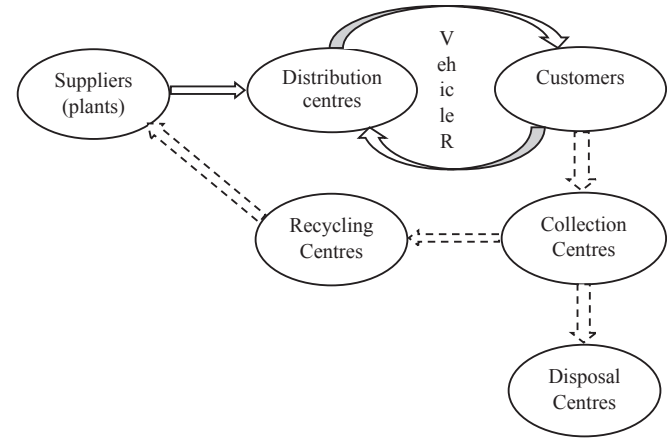 Suppliers
(plants)
Distribution
centres
V
eh
ic
le
R
Customers
Recycling
Centres
Collection
Centres
Disposal
Centres